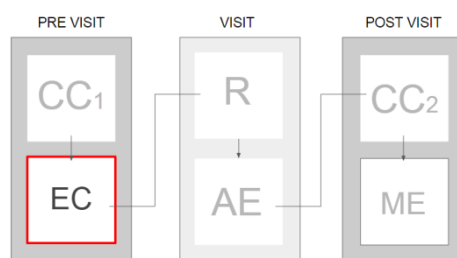 PRE VISIT
VISIT
POST VISIT
CC1
R
CC2
EC
AE
ME